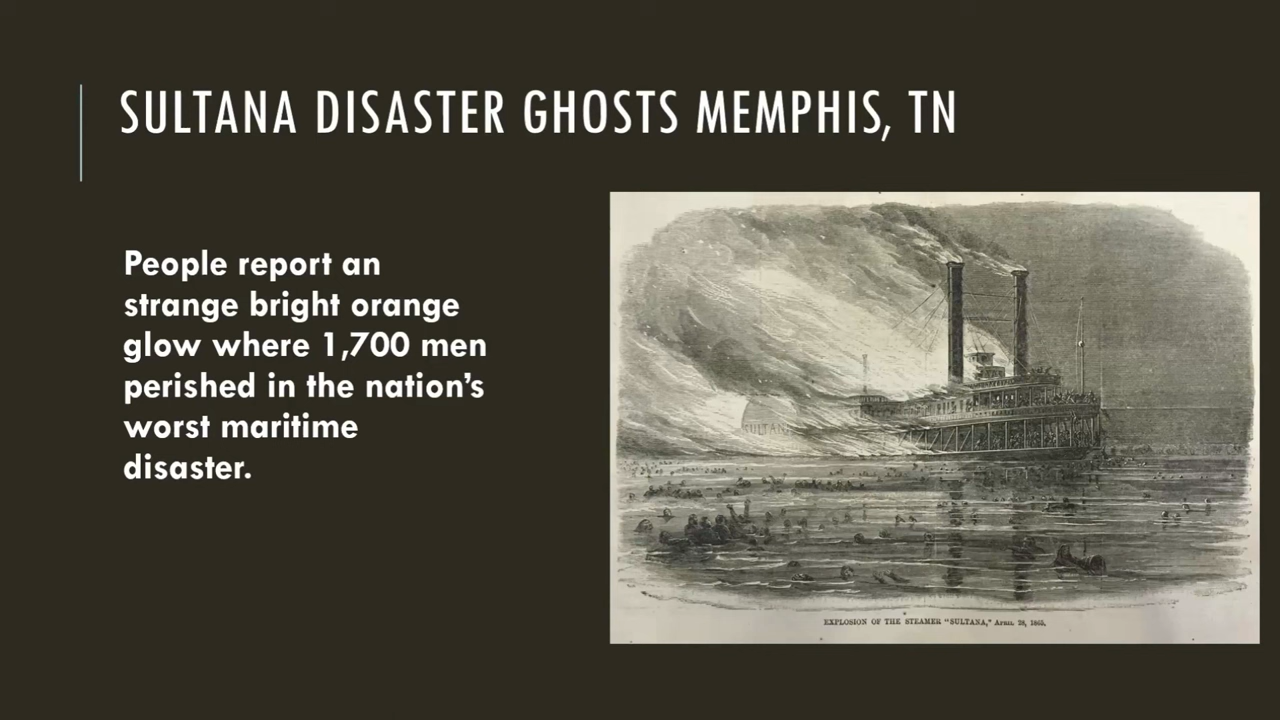 SULTANA DISASTER GHOSTS MEMPHIS, TN
People report an
strange bright orange
glow where 1,700 men
perished in the nation's
worst maritime
disaster.
SULTANA
EXPLOSION OF THE STEAMER "SULTANA," APRIL 28, 1865.